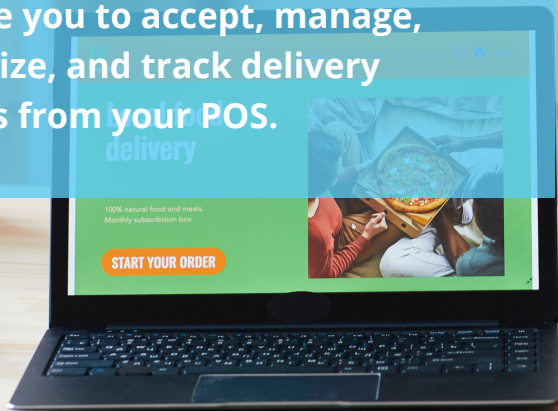 e you to accept, manage,
ize, and track delivery
s from your POS.
delivery
100% natural food and meals.
Monthly subscribition box
START YOUR ORDER